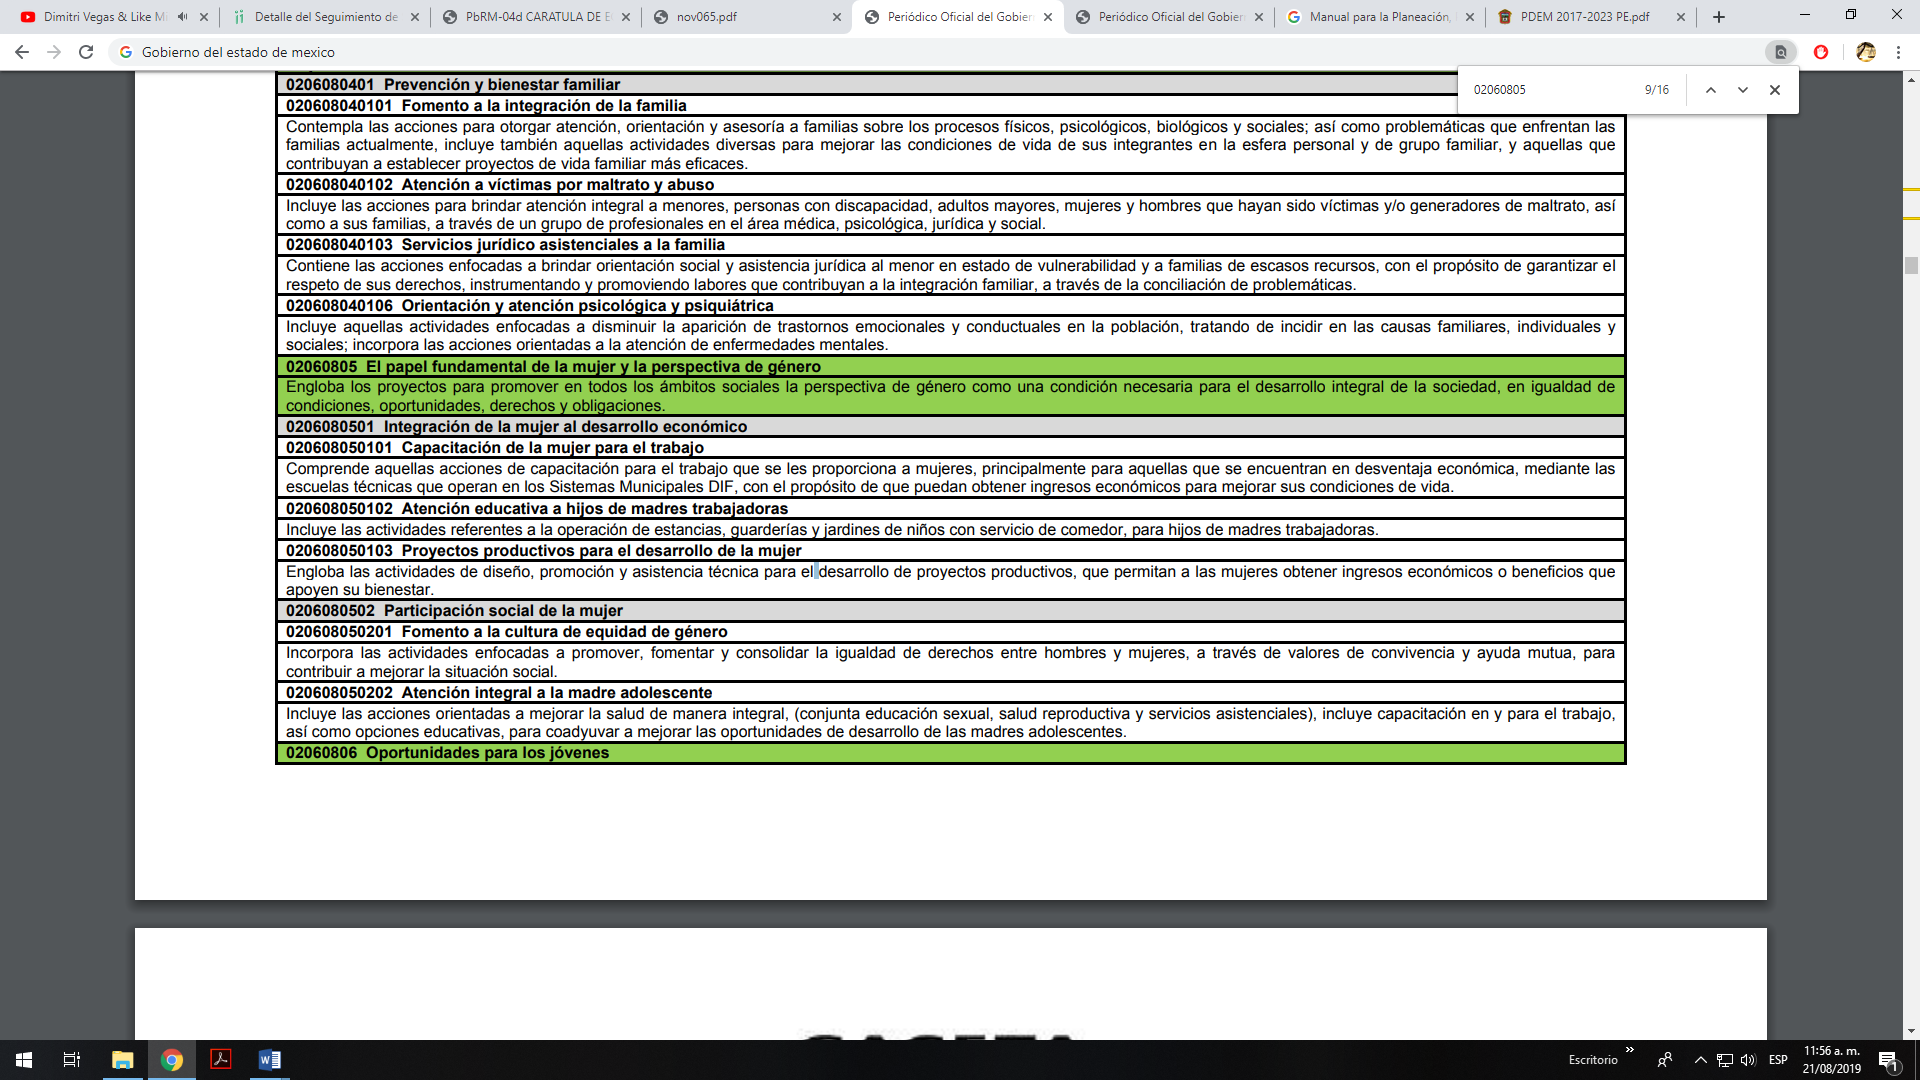 Dimitri Vegas & Like Mi
Detalle del Seguimiento de
PbRM-04d CARATULA DE E
nov065.pdf
Periódico Oficial del Gobier
Periódico Oficial del Gobier
Manual para la Planeación,
PDEM 2017-2023 PE.pdf
Gobierno del estado de mexico
02060805 9/16
0206080401 Prevención y bienestar familiar
020608040101 Fomento a la integración de la familia
Contempla las acciones para otorgar atención, orientación y asesoría a familias sobre los procesos físicos, psicológicos, biológicos y sociales; así como problemáticas que enfrentan las
familias actualmente, incluye también aquellas actividades diversas para mejorar las condiciones de vida de sus integrantes en la esfera personal y de grupo familiar, y aquellas que
contribuyan a establecer proyectos de vida familiar más eficaces.
020608040102 Atención a víctimas por maltrato y abuso
Incluye las acciones para brindar atención integral a menores, personas con discapacidad, adultos mayores, mujeres y hombres que hayan sido víctimas y/o generadores de maltrato, así
como a sus familias, a través de un grupo de profesionales en el área médica, psicológica, jurídica y social.
020608040103 Servicios jurídico asistenciales a la familia
Contiene las acciones enfocadas a brindar orientación social y asistencia jurídica al menor en estado de vulnerabilidad y a familias de escasos recursos, con el propósito de garantizar el
respeto de sus derechos, instrumentando y promoviendo labores que contribuyan a la integración familiar, a través de la conciliación de problemáticas.
020608040106 Orientación y atención psicológica y psiquiátrica
Incluye aquellas actividades enfocadas a disminuir la aparición de trastornos emocionales y conductuales en la población, tratando de incidir en las causas familiares, individuales y
sociales; incorpora las acciones orientadas a la atención de enfermedades mentales.
02060805 El papel fundamental de la mujer y la perspectiva de género
Engloba los proyectos para promover en todos los ámbitos sociales la perspectiva de género como una condición necesaria para el desarrollo integral de la sociedad, en igualdad de
condiciones, oportunidades, derechos y obligaciones.
0206080501 Integración de la mujer al desarrollo económico
020608050101 Capacitación de la mujer para el trabajo
Comprende aquellas acciones de capacitación para el trabajo que se les proporciona a mujeres, principalmente para aquellas que se encuentran en desventaja económica, mediante las
escuelas técnicas que operan en los Sistemas Municipales DIF, con el propósito de que puedan obtener ingresos económicos para mejorar sus condiciones de vida.
020608050102 Atención educativa a hijos de madres trabajadoras
Incluye las actividades referentes a la operación de estancias, guarderías y jardines de niños con servicio de comedor, para hijos de madres trabajadoras.
020608050103 Proyectos productivos para el desarrollo de la mujer
Engloba las actividades de diseño, promoción y asistencia técnica para el desarrollo de proyectos productivos, que permitan a las mujeres obtener ingresos económicos o beneficios que
apoyen su bienestar.
0206080502 Participación social de la mujer
020608050201 Fomento a la cultura de equidad de género
Incorpora las actividades enfocadas a promover, fomentar y consolidar la igualdad de derechos entre hombres y mujeres, a través de valores de convivencia y ayuda mutua, para
contribuir a mejorar la situación social.
020608050202 Atención integral a la madre adolescente
Incluye las acciones orientadas a mejorar la salud de manera integral, (conjunta educación sexual, salud reproductiva y servicios asistenciales), incluye capacitación en y para el trabajo,
así como opciones educativas, para coadyuvar a mejorar las oportunidades de desarrollo de las madres adolescentes.
02060806 Oportunidades para los jóvenes
Escritorio
ESP
11:56 a. m.
21/08/2019
1